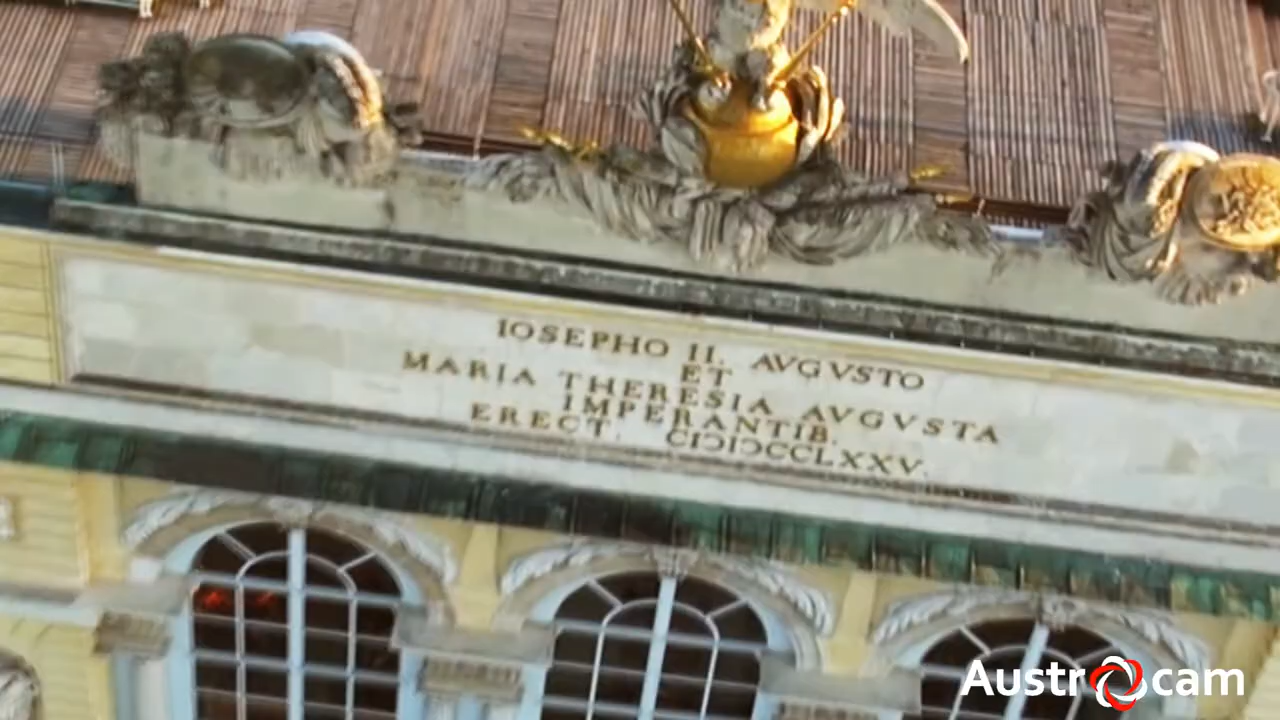 IOSEPHO II. AVGVSTO
ET
MARIA THERESIA AVGVSTA
IMPERANTIB.
ERECT. CIƆIƆCCLXXV.
Austrocam